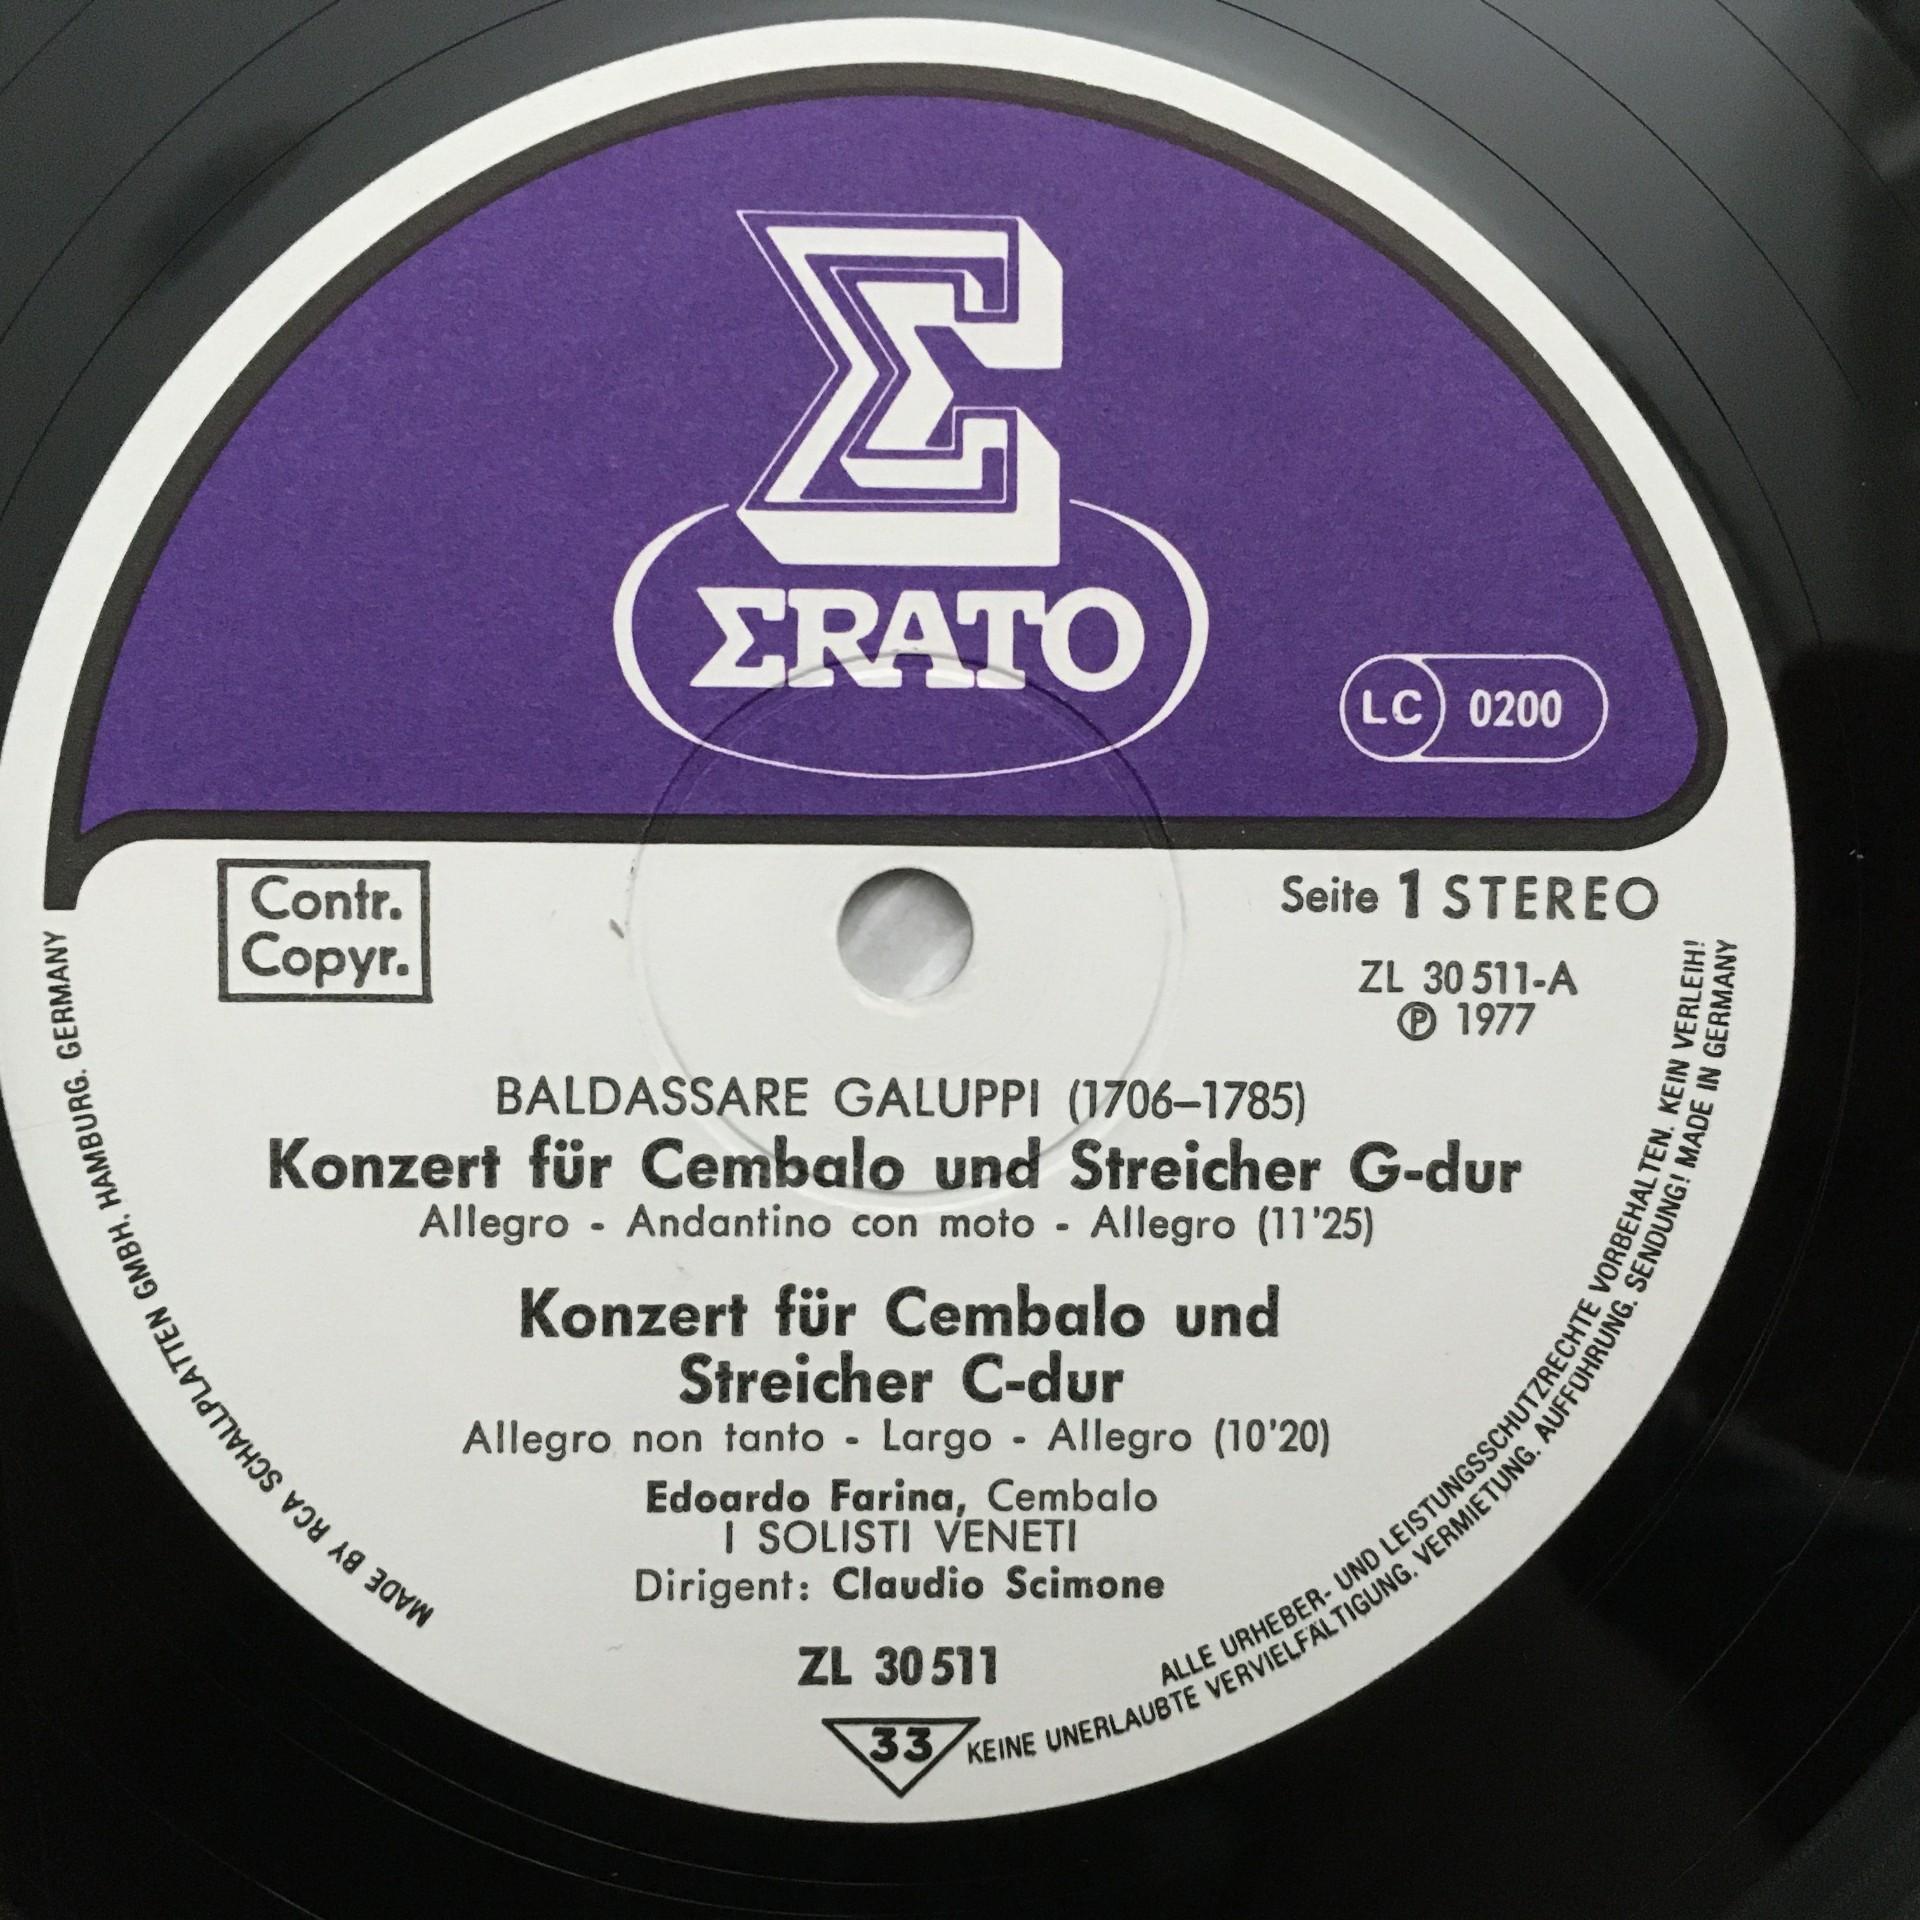 Σ
ΣRATO
LC 0200
Contr.
Copyr.
Seite 1 STEREO
ZL 30 511-A
Ⓟ 1977
BALDASSARE GALUPPI (1706–1785)
Konzert für Cembalo und Streicher G-dur
Allegro - Andantino con moto - Allegro (11'25)
Konzert für Cembalo und
Streicher C-dur
Allegro non tanto - Largo - Allegro (10'20)
Edoardo Farina, Cembalo
I SOLISTI VENETI
Dirigent: Claudio Scimone
ZL 30 511
33
MADE BY RCA SCHALLPLATTEN GMBH. HAMBURG. GERMANY
ALLE URHEBER- UND LEISTUNGSSCHUTZRECHTE VORBEHALTEN. KEIN VERLEIH!
KEINE UNERLAUBTE VERVIELFÄLTIGUNG. VERMIETUNG. AUFFÜHRUNG. SENDUNG! MADE IN GERMANY